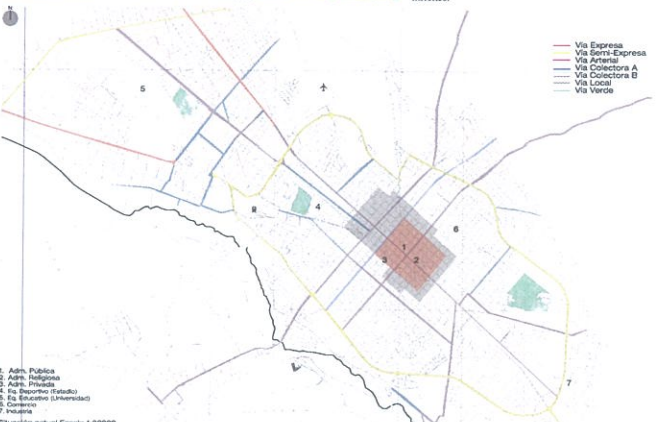 N
Vía Expresa
Vía Semi-Expresa
Vía Arterial
Vía Colectora A
Vía Colectora B
Vía Local
Vía Verde
5
4
6
1
3 2
7
1. Adm. Pública
2. Adm. Religiosa
3. Adm. Privada
4. Eq. Deportivo (Estadio)
5. Eq. Educativo (Universidad)
6. Comercio
7. Industria